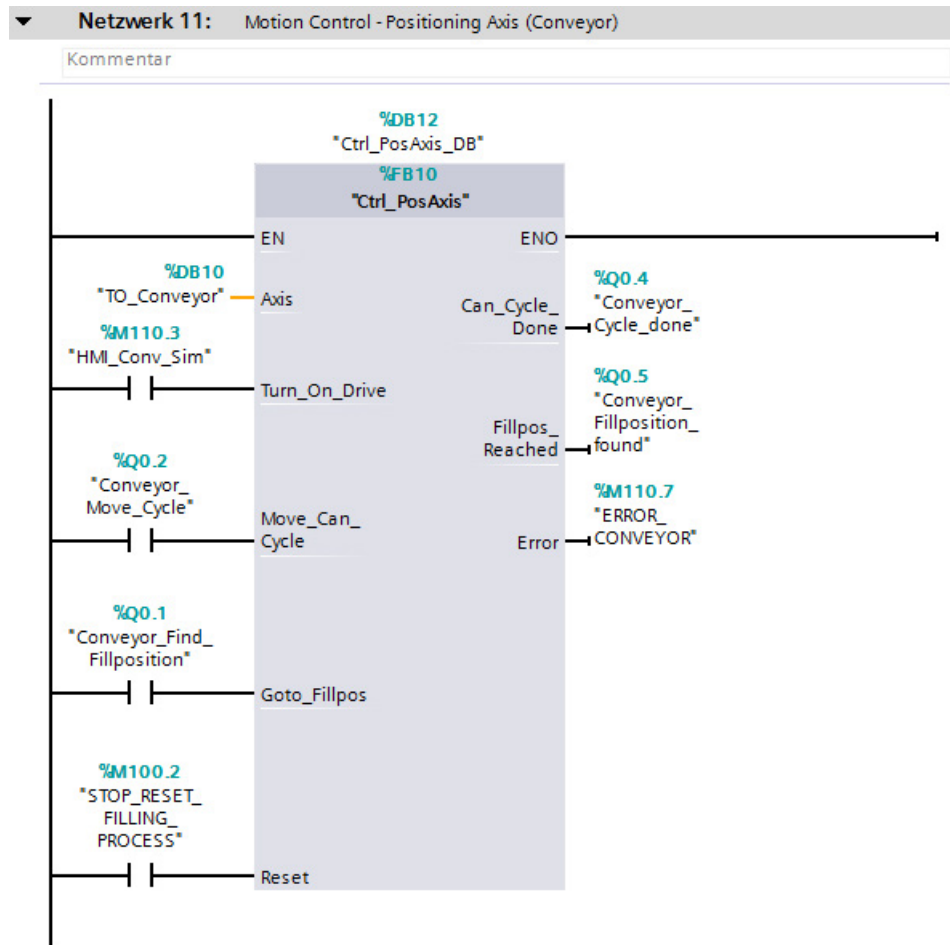 Netzwerk 11: Motion Control - Positioning Axis (Conveyor)
Kommentar
%DB12
"Ctrl_PosAxis_DB"
%FB10
"Ctrl_PosAxis"
EN
ENO
%DB10
"TO_Conveyor"
Axis
Can_Cycle_
Done
%Q0.4
"Conveyor_
Cycle_done"
%M110.3
"HMI_Conv_Sim"
Turn_On_Drive
Fillpos_
Reached
%Q0.5
"Conveyor_
Fillposition_
found"
%Q0.2
"Conveyor_
Move_Cycle"
Move_Can_
Cycle
Error
%M110.7
"ERROR_
CONVEYOR"
%Q0.1
"Conveyor_Find_
Fillposition"
Goto_Fillpos
%M100.2
"STOP_RESET_
FILLING_
PROCESS"
Reset